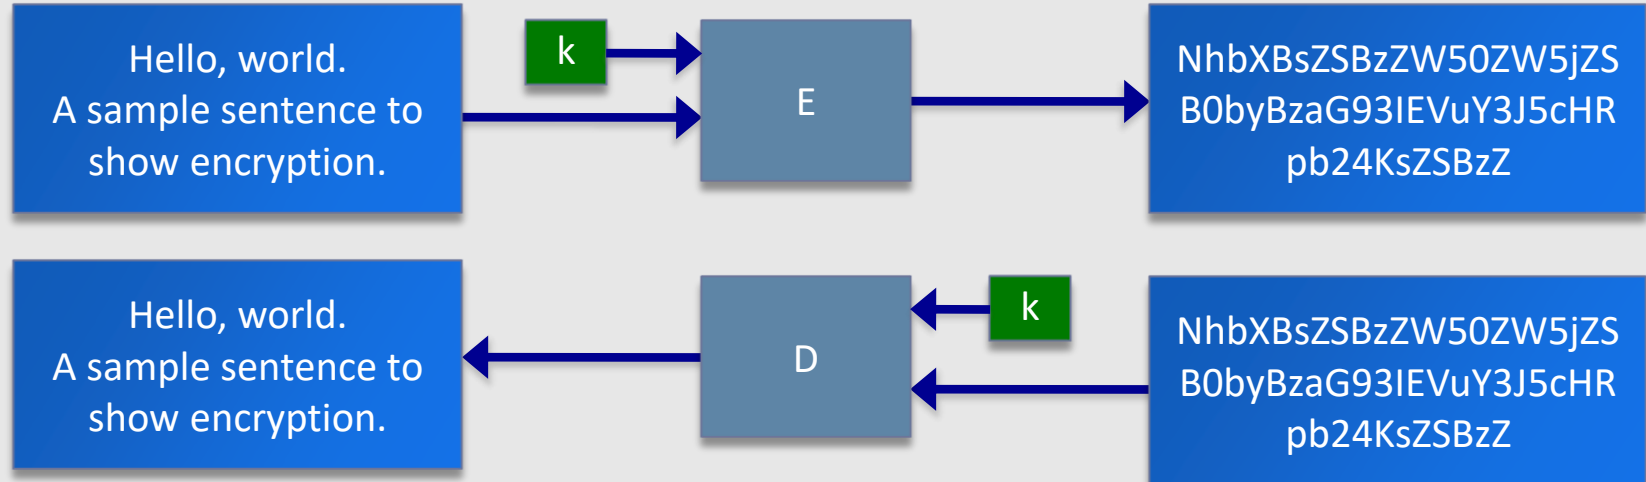 Hello, world.
A sample sentence to
show encryption.
k
E
NhbXBsZSBzZW50ZW5jZS
B0byBzaG93IEVuY3J5cHR
pb24KsZSBzZ
Hello, world.
A sample sentence to
show encryption.
D
k
NhbXBsZSBzZW50ZW5jZS
B0byBzaG93IEVuY3J5cHR
pb24KsZSBzZ